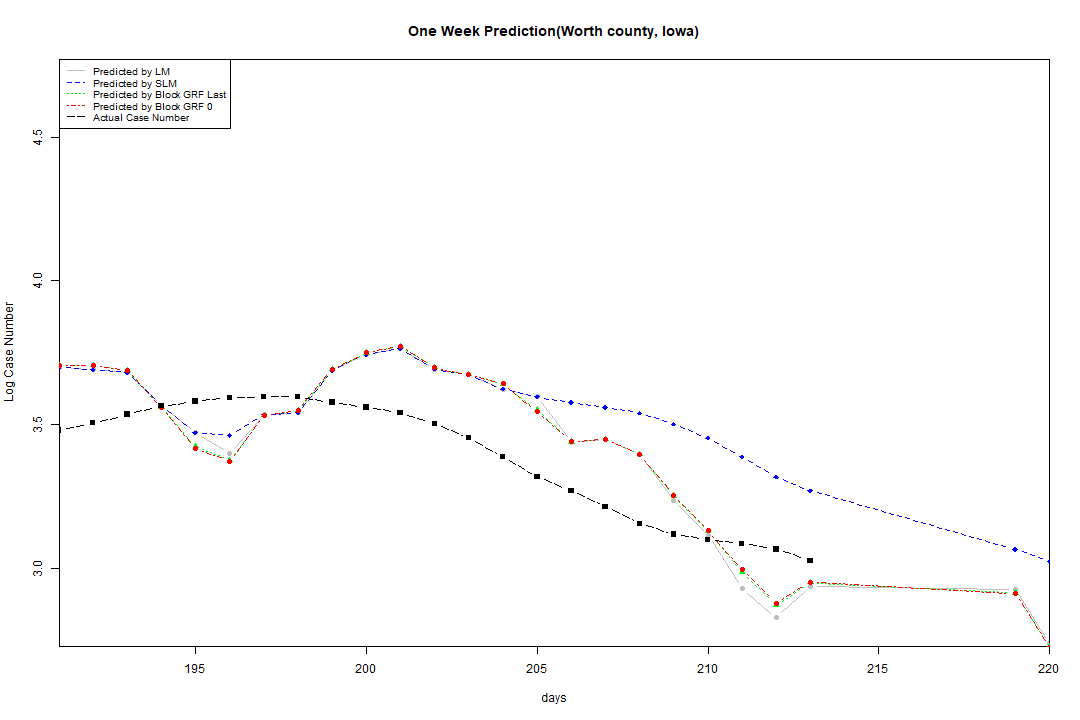 One Week Prediction(Worth county, Iowa)
Predicted by LM
Predicted by SLM
Predicted by Block GRF Last
Predicted by Block GRF 0
Actual Case Number
4.5
4.0
3.5
3.0
Log Case Number
195 200 205 210 215 220
days